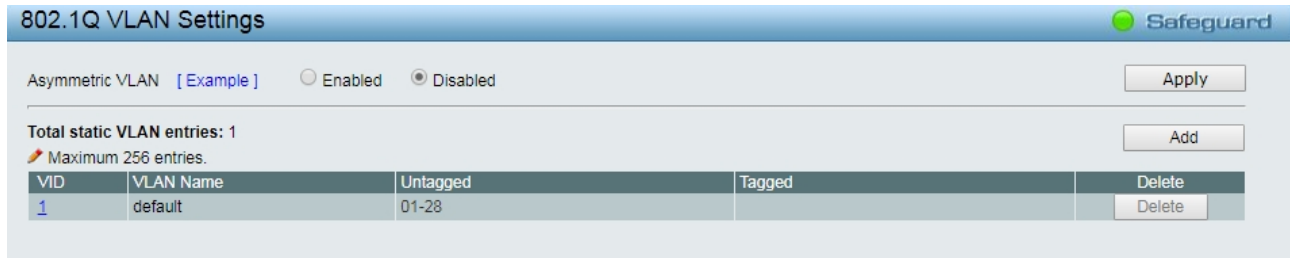 802.1Q VLAN Settings Safeguard
Asymmetric VLAN [ Example ] Enabled Disabled Apply
Total static VLAN entries: 1 Add
Maximum 256 entries.
VID VLAN Name Untagged Tagged Delete
1 default 01-28 Delete